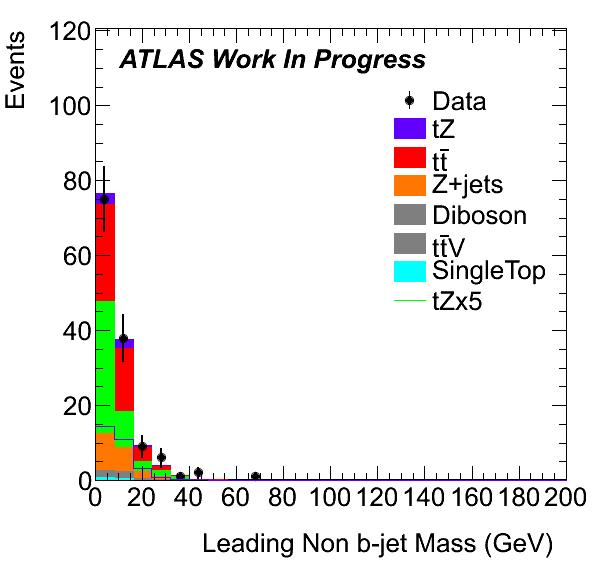 Events
120
100
80
60
40
20
0
ATLAS Work In Progress
Data
tZ
tt̄
Z+jets
Diboson
tt̄V
SingleTop
tZx5
0 20 40 60 80 100 120 140 160 180 200
Leading Non b-jet Mass (GeV)